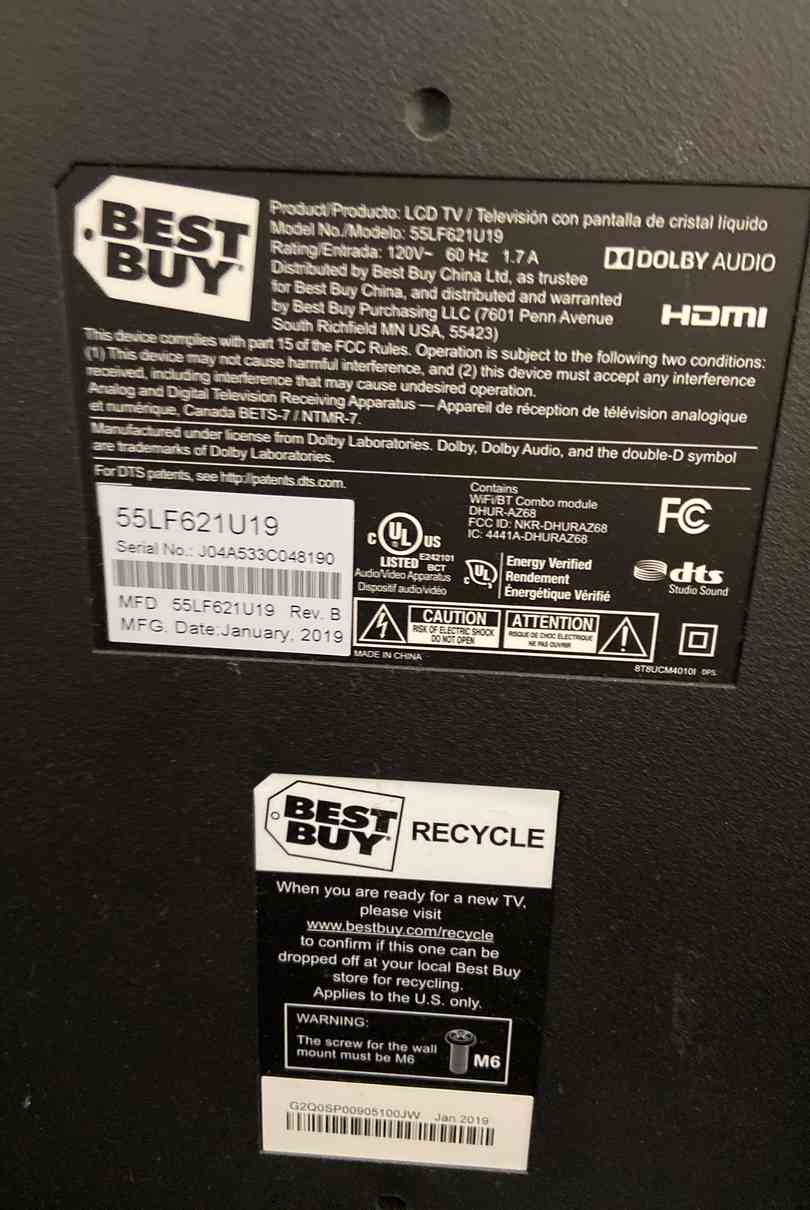 BEST
BUY
Product/Producto: LCD TV / Televisión con pantalla de cristal líquido
Model No./Modelo: 55LF621U19
Rating/Entrada: 120V~ 60 Hz 1.7 A
Distributed by Best Buy China Ltd, as trustee
for Best Buy China, and distributed and warranted
by Best Buy Purchasing LLC (7601 Penn Avenue
South Richfield MN USA, 55423)
DOLBY AUDIO
HDMI
This device complies with part 15 of the FCC Rules. Operation is subject to the following two conditions:
(1) This device may not cause harmful interference, and (2) this device must accept any interference
received, including interference that may cause undesired operation.
Analog and Digital Television Receiving Apparatus — Appareil de réception de télévision analogique
et numérique, Canada BETS-7 / NTMR-7.
Manufactured under license from Dolby Laboratories. Dolby, Dolby Audio, and the double-D symbol
are trademarks of Dolby Laboratories.
For DTS patents, see http://patents.dts.com.
55LF621U19
Serial No.: J04A533C048190
MFD 55LF621U19 Rev. B
MFG. Date:January, 2019
c UL US
LISTED E242101
BCT
Audio/Video Apparatus
Dispositif audio/vidéo
Contains
WiFi/BT Combo module
DHUR-AZ68
FCC ID: NKR-DHURAZ68
IC: 4441A-DHURAZ68
FC
c UL
Energy Verified
Rendement
Énergétique Vérifié
dts
Studio Sound
CAUTION
RISK OF ELECTRIC SHOCK
DO NOT OPEN
ATTENTION
RISQUE DE CHOC ÉLECTRIQUE
NE PAS OUVRIR
MADE IN CHINA
8T8UCM4010I DPS.
BEST
BUY
RECYCLE
When you are ready for a new TV,
please visit
www.bestbuy.com/recycle
to confirm if this one can be
dropped off at your local Best Buy
store for recycling.
Applies to the U.S. only.
WARNING:
The screw for the wall
mount must be M6
M6
G2Q0SP00905100JW Jan 2019